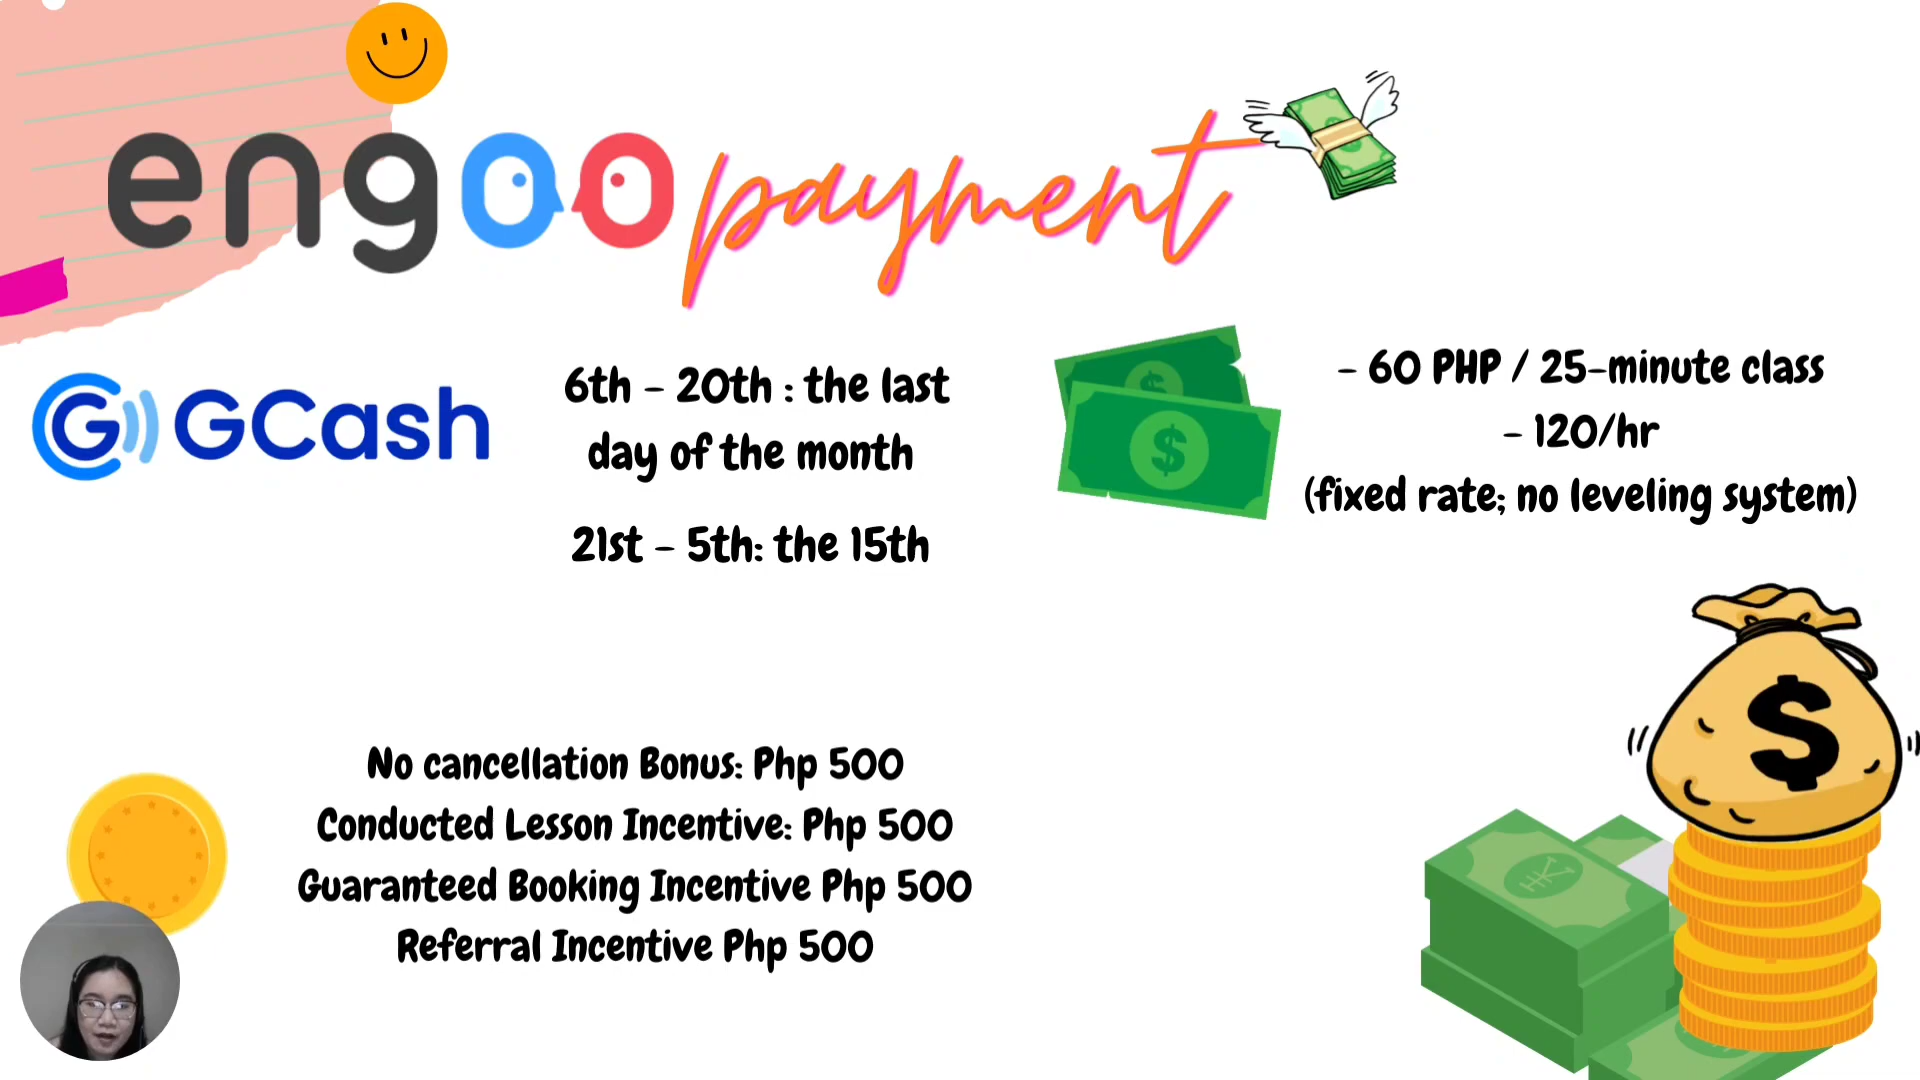 engoo payment
GCash
6th - 20th : the last
day of the month
21st - 5th: the 15th
- 60 PHP / 25-minute class
- 120/hr
(fixed rate; no leveling system)
No cancellation Bonus: Php 500
Conducted Lesson Incentive: Php 500
Guaranteed Booking Incentive Php 500
Referral Incentive Php 500